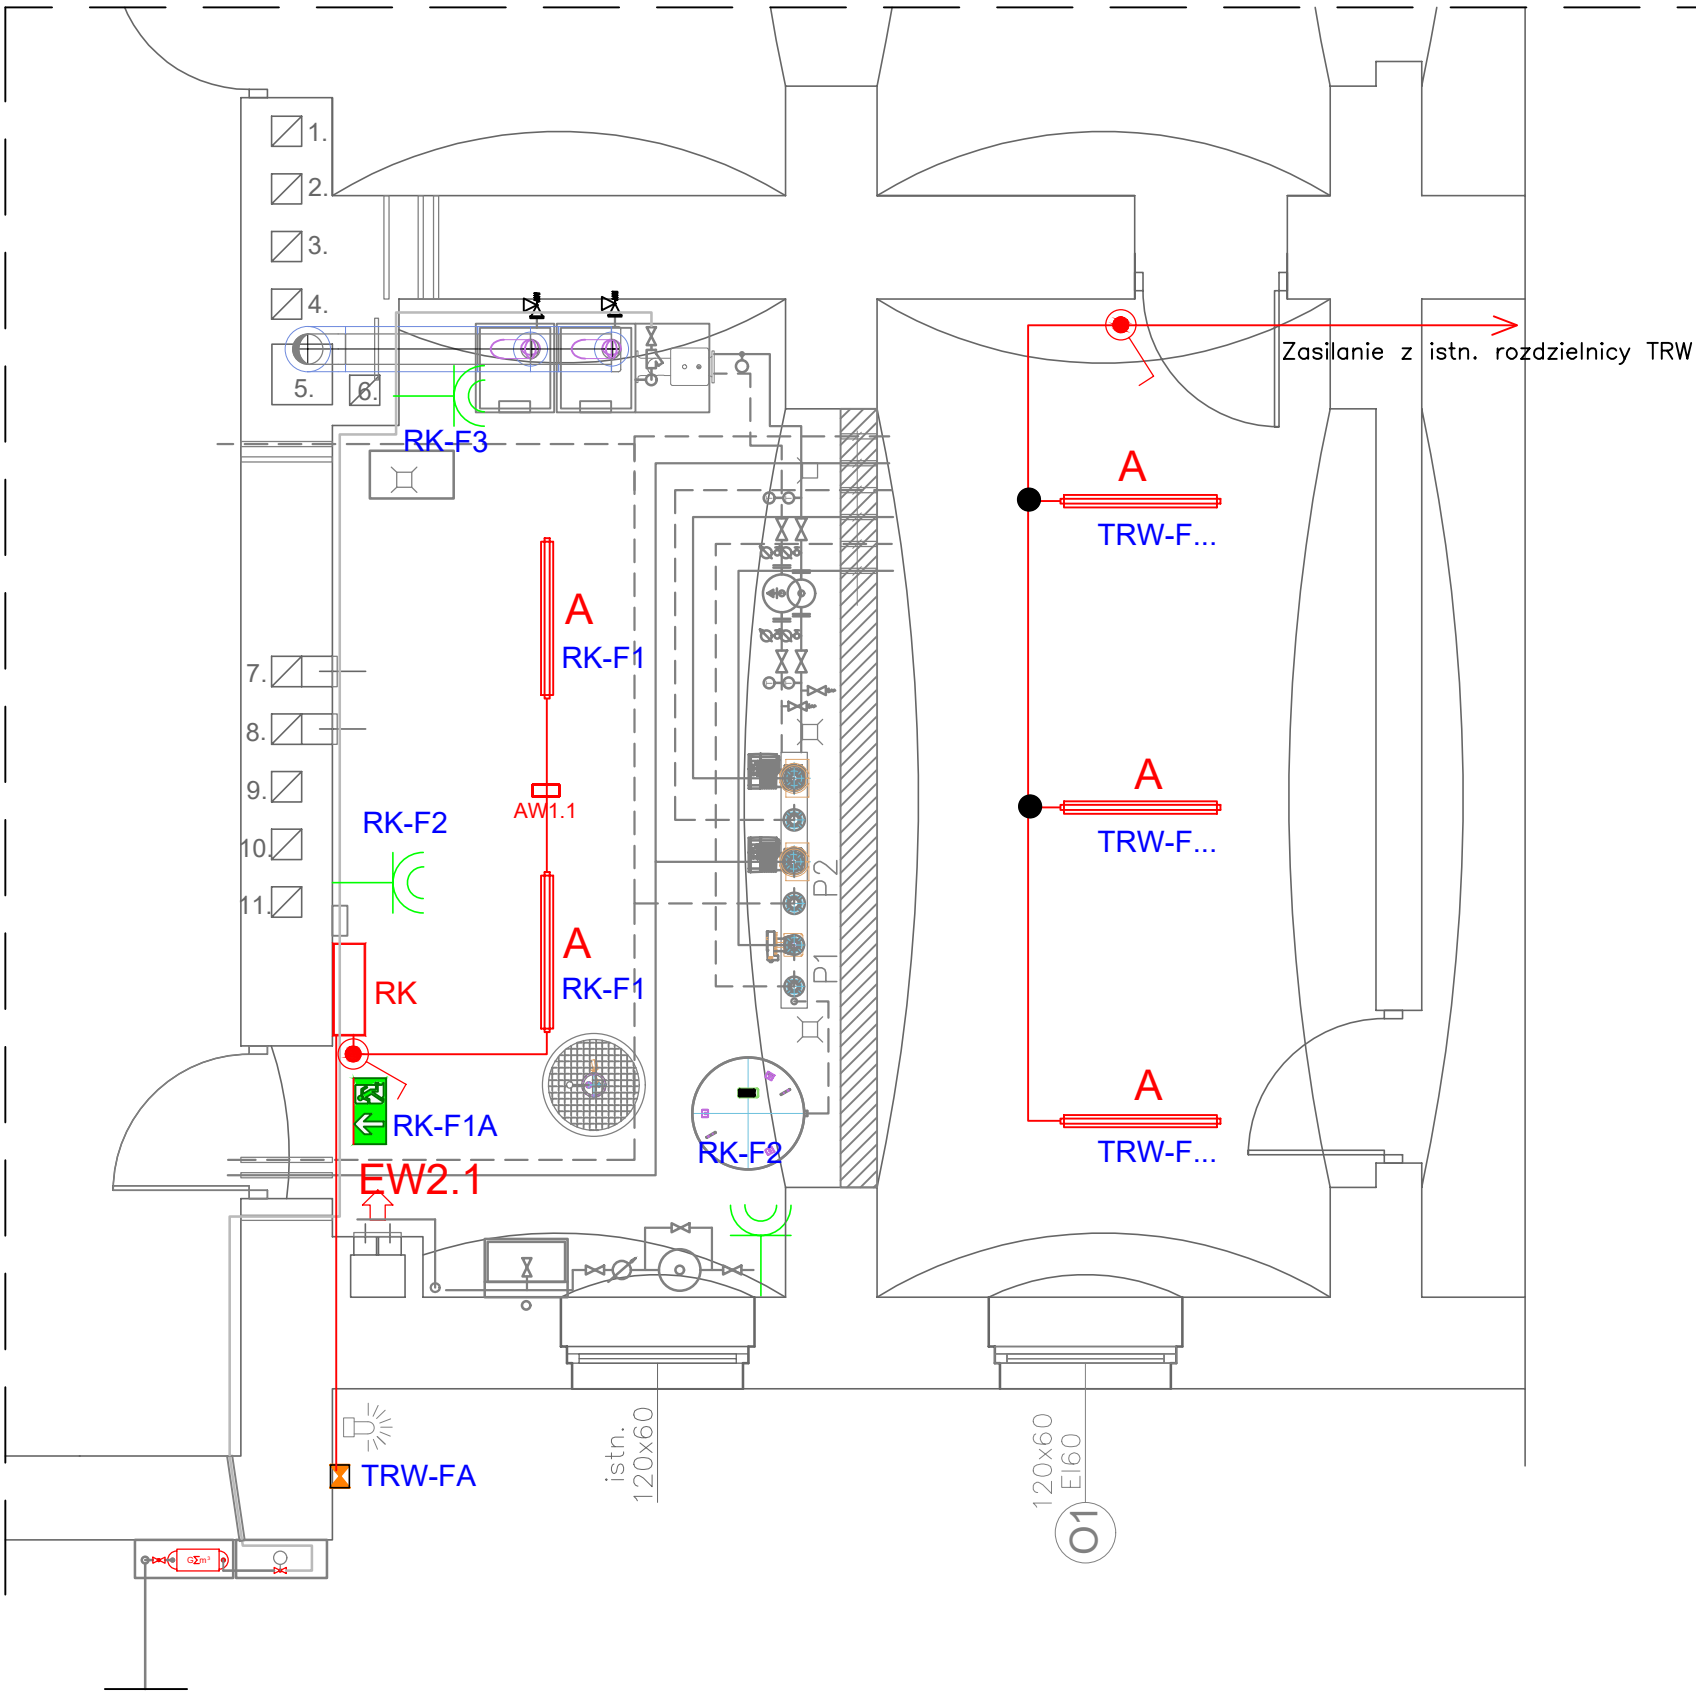 1.
2.
3.
4.
5.
6.
Zasilanie z istn. rozdzielnicy TRW
RK-F3
A
TRW-F...
A
RK-F1
7.
8.
9.
10.
11.
AW1.1
A
TRW-F...
RK-F2
P2
A
RK-F1
P1
RK
A
TRW-F...
RK-F1A
RK-F2
EW2.1
istn.
120x60
120x60
EI60
O1
TRW-FA
GΣm³